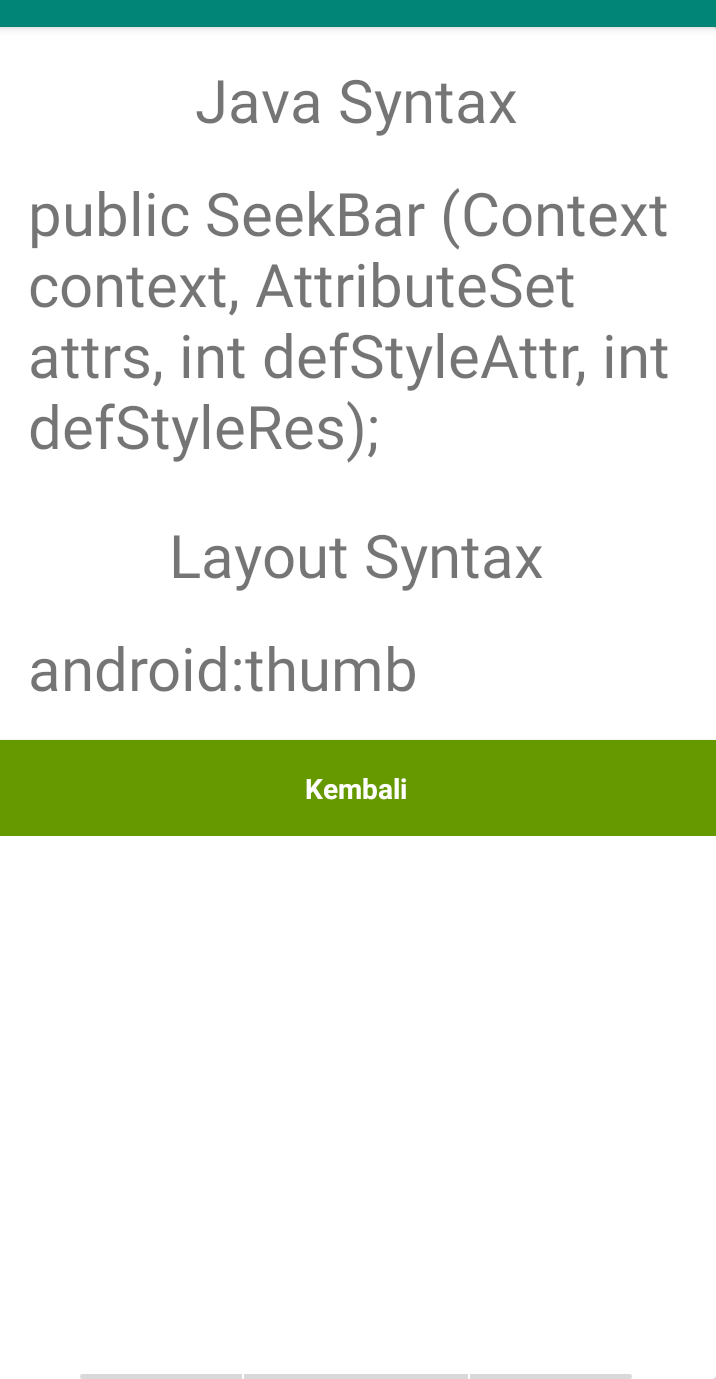 Java Syntax
public SeekBar (Context
context, AttributeSet
attrs, int defStyleAttr, int
defStyleRes);
Layout Syntax
android:thumb
Kembali